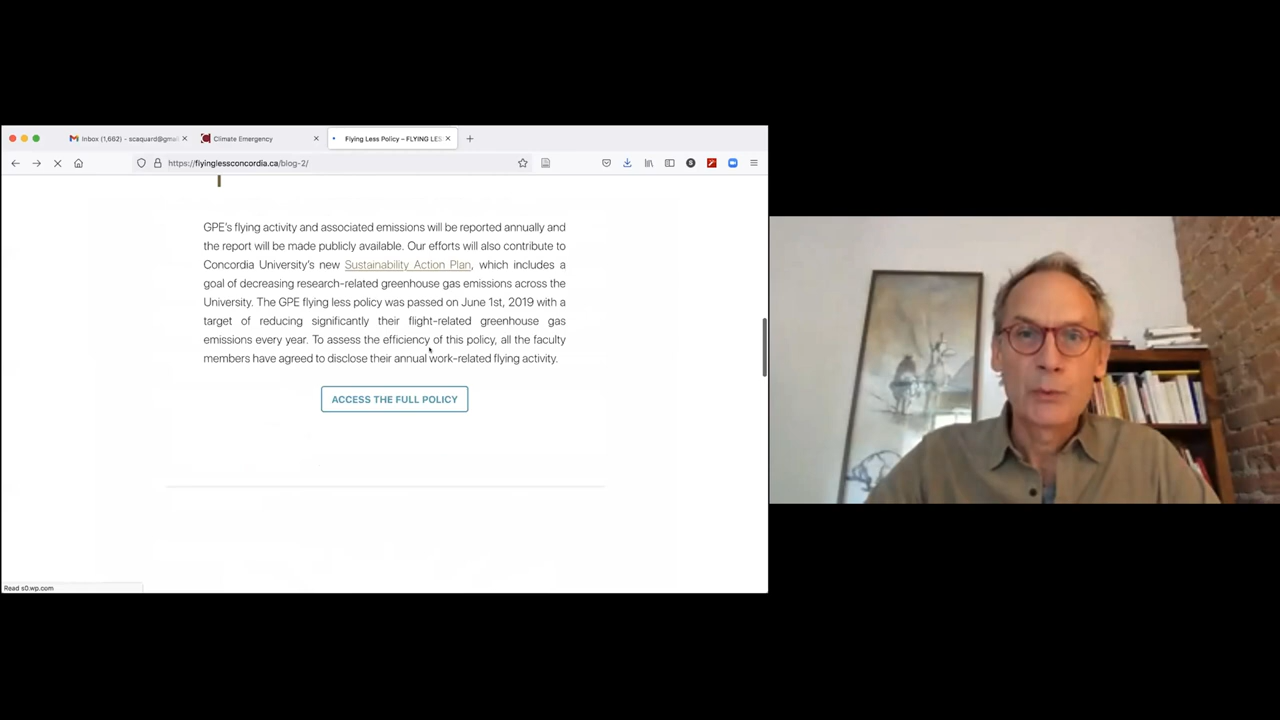 Inbox (1,662) – scaquard@gmai
Climate Emergency
Flying Less Policy – FLYING LES
https://flyinglessconcordia.ca/blog-2/
GPE's flying activity and associated emissions will be reported annually and
the report will be made publicly available. Our efforts will also contribute to
Concordia University's new Sustainability Action Plan, which includes a
goal of decreasing research-related greenhouse gas emissions across the
University. The GPE flying less policy was passed on June 1st, 2019 with a
target of reducing significantly their flight-related greenhouse gas
emissions every year. To assess the efficiency of this policy, all the faculty
members have agreed to disclose their annual work-related flying activity.
ACCESS THE FULL POLICY
Read s0.wp.com